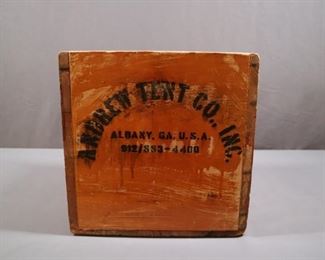 ANDREW TENT CO., INC.
ALBANY, GA. U.S.A.
912/883-4400